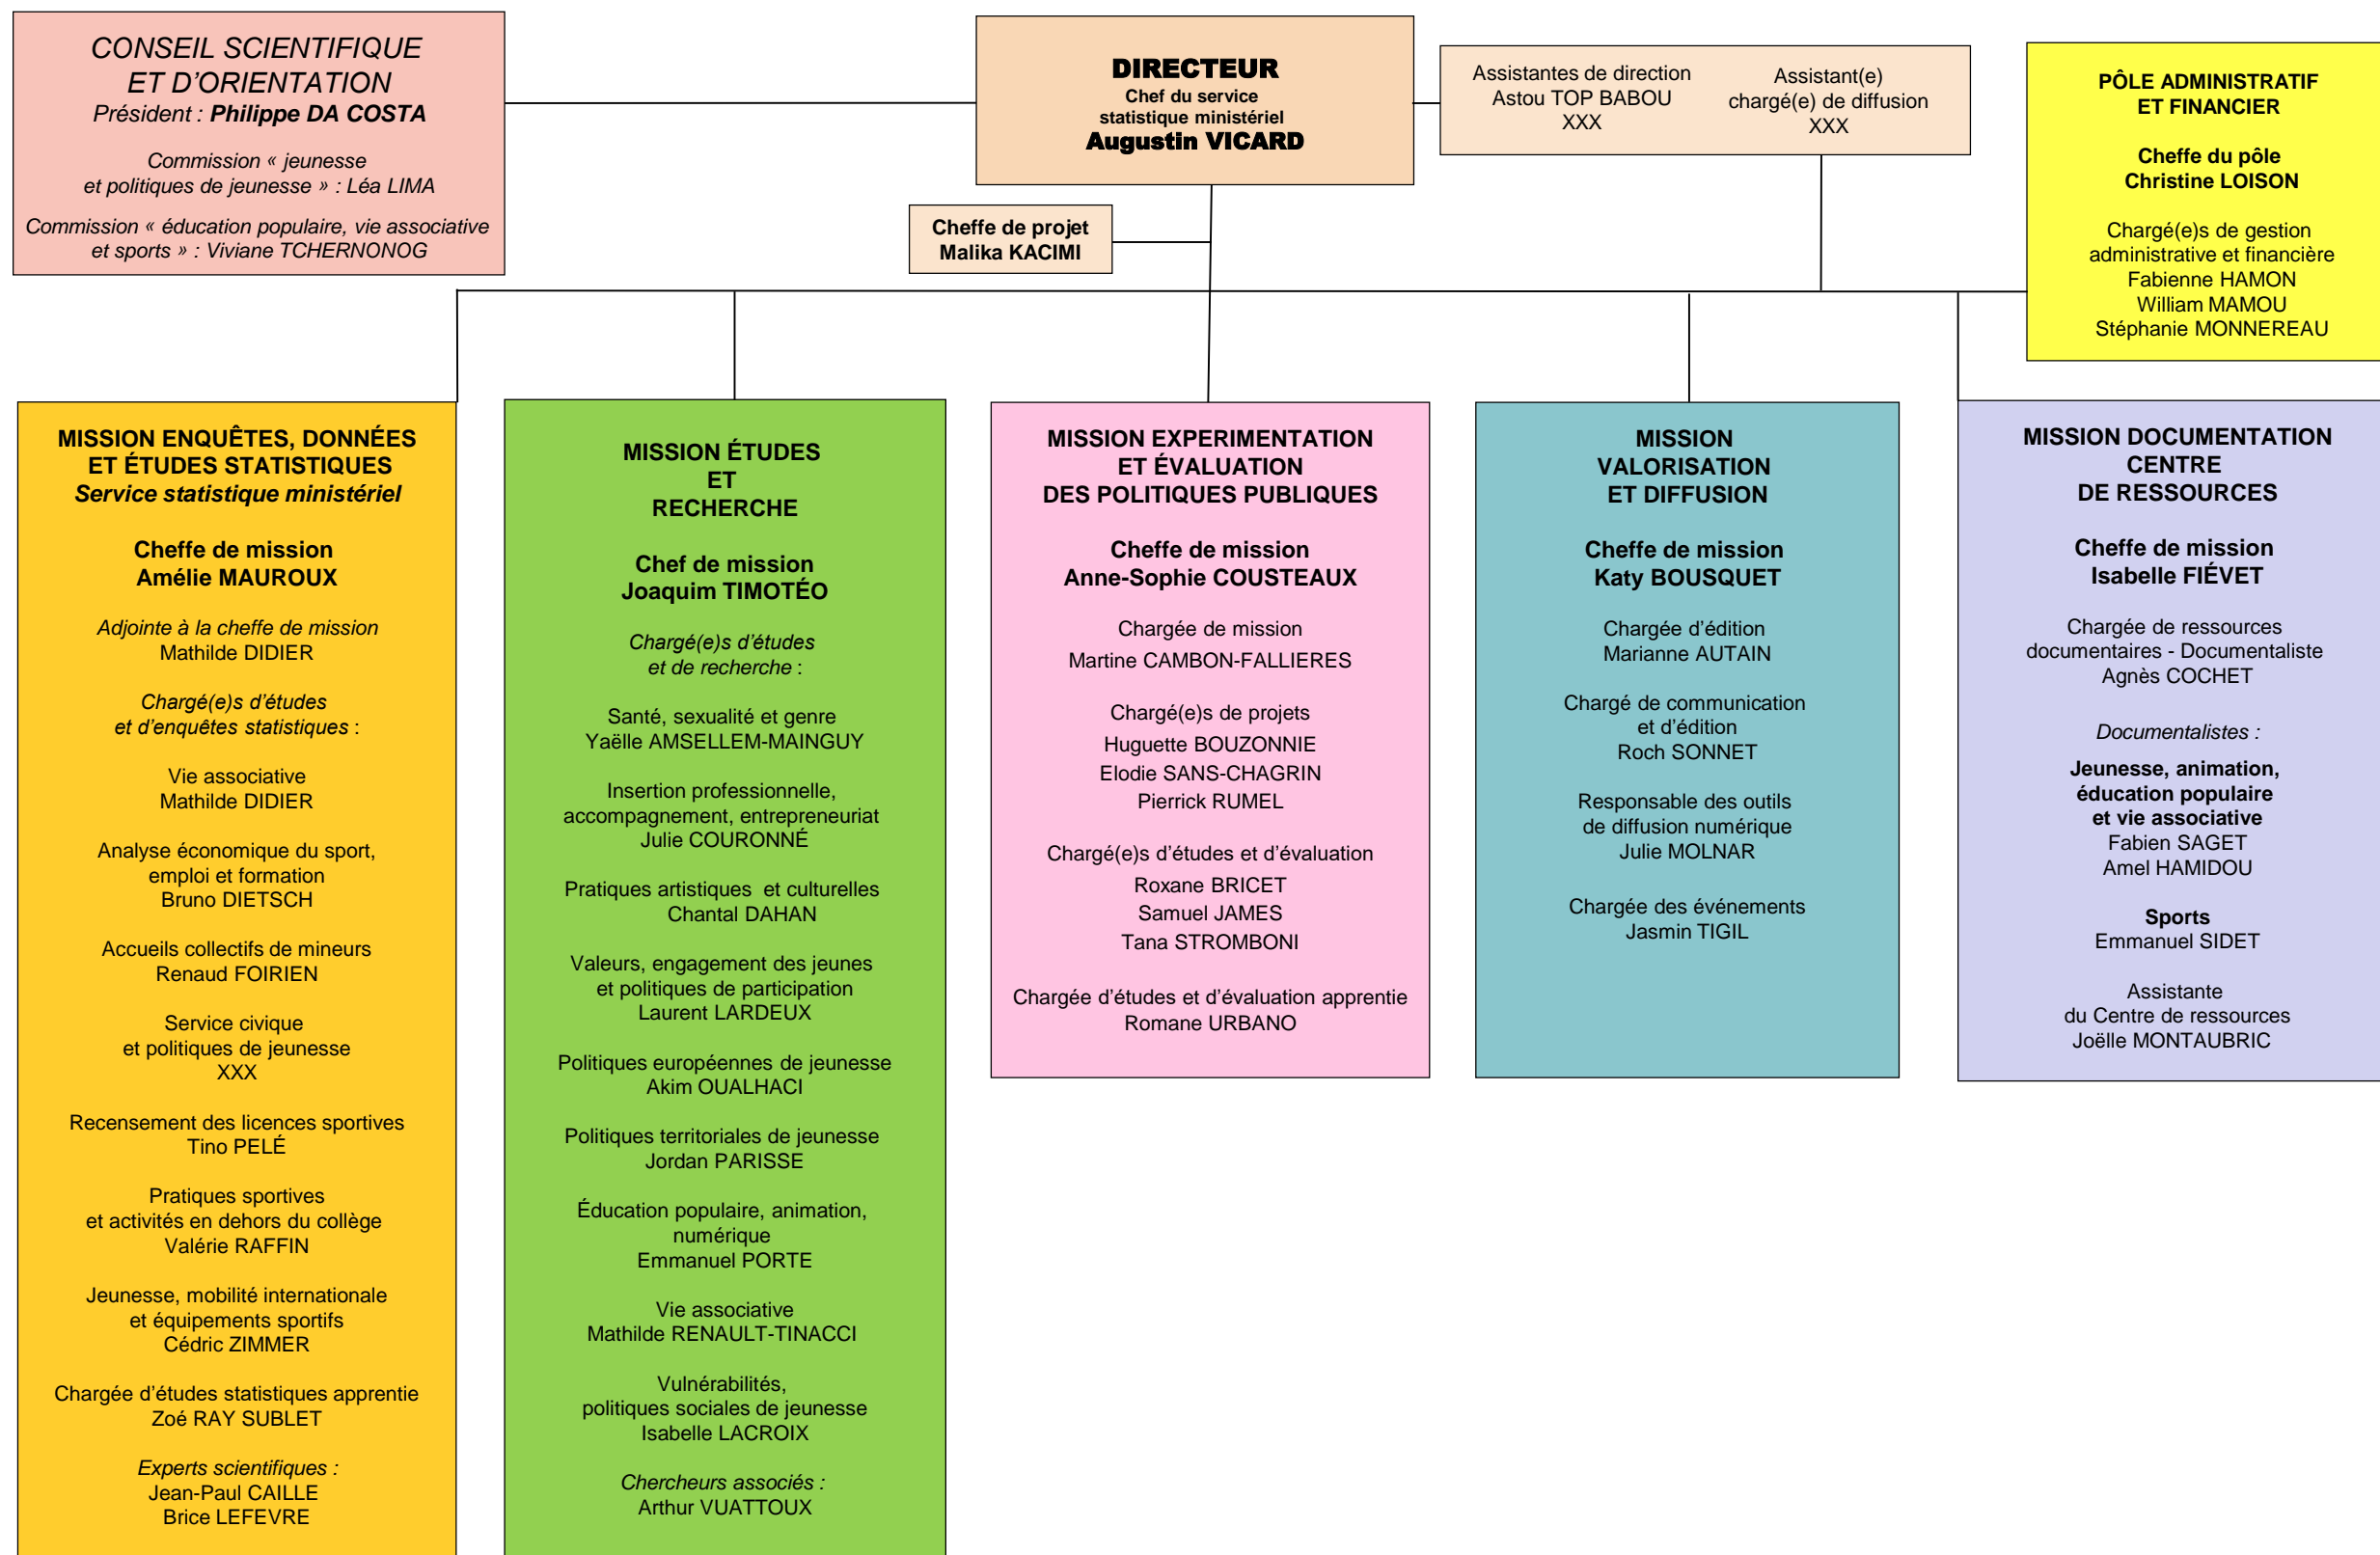 CONSEIL SCIENTIFIQUE
ET D'ORIENTATION
Président : Philippe DA COSTA
Commission « jeunesse
et politiques de jeunesse » : Léa LIMA
Commission « éducation populaire, vie associative
et sports » : Viviane TCHERNONOG
DIRECTEUR
Chef du service
statistique ministériel
Augustin VICARD
Assistantes de direction
Astou TOP BABOU
XXX
Assistant(e)
chargé(e) de diffusion
XXX
PÔLE ADMINISTRATIF
ET FINANCIER
Cheffe du pôle
Christine LOISON
Chargé(e)s de gestion
administrative et financière
Fabienne HAMON
William MAMOU
Stéphanie MONNEREAU
Cheffe de projet
Malika KACIMI
MISSION ENQUÊTES, DONNÉES
ET ÉTUDES STATISTIQUES
Service statistique ministériel
Cheffe de mission
Amélie MAUROUX
Adjointe à la cheffe de mission
Mathilde DIDIER
Chargé(e)s d'études
et d'enquêtes statistiques :
Vie associative
Mathilde DIDIER
Analyse économique du sport,
emploi et formation
Bruno DIETSCH
Accueils collectifs de mineurs
Renaud FOIRIEN
Service civique
et politiques de jeunesse
XXX
Recensement des licences sportives
Tino PELÉ
Pratiques sportives
et activités en dehors du collège
Valérie RAFFIN
Jeunesse, mobilité internationale
et équipements sportifs
Cédric ZIMMER
Chargée d'études statistiques apprentie
Zoé RAY SUBLET
Experts scientifiques :
Jean-Paul CAILLE
Brice LEFEVRE
MISSION ÉTUDES
ET
RECHERCHE
Chef de mission
Joaquim TIMOTÉO
Chargé(e)s d'études
et de recherche :
Santé, sexualité et genre
Yaëlle AMSELLEM-MAINGUY
Insertion professionnelle,
accompagnement, entrepreneuriat
Julie COURONNÉ
Pratiques artistiques et culturelles
Chantal DAHAN
Valeurs, engagement des jeunes
et politiques de participation
Laurent LARDEUX
Politiques européennes de jeunesse
Akim OUALHACI
Politiques territoriales de jeunesse
Jordan PARISSE
Éducation populaire, animation,
numérique
Emmanuel PORTE
Vie associative
Mathilde RENAULT-TINACCI
Vulnérabilités,
politiques sociales de jeunesse
Isabelle LACROIX
Chercheurs associés :
Arthur VUATTOUX
MISSION EXPERIMENTATION
ET ÉVALUATION
DES POLITIQUES PUBLIQUES
Cheffe de mission
Anne-Sophie COUSTEAUX
Chargée de mission
Martine CAMBON-FALLIERES
Chargé(e)s de projets
Huguette BOUZONNIE
Elodie SANS-CHAGRIN
Pierrick RUMEL
Chargé(e)s d'études et d'évaluation
Roxane BRICET
Samuel JAMES
Tana STROMBONI
Chargée d'études et d'évaluation apprentie
Romane URBANO
MISSION
VALORISATION
ET DIFFUSION
Cheffe de mission
Katy BOUSQUET
Chargée d'édition
Marianne AUTAIN
Chargé de communication
et d'édition
Roch SONNET
Responsable des outils
de diffusion numérique
Julie MOLNAR
Chargée des événements
Jasmin TIGIL
MISSION DOCUMENTATION
CENTRE
DE RESSOURCES
Cheffe de mission
Isabelle FIÉVET
Chargée de ressources
documentaires - Documentaliste
Agnès COCHET
Documentalistes :
Jeunesse, animation,
éducation populaire
et vie associative
Fabien SAGET
Amel HAMIDOU
Sports
Emmanuel SIDET
Assistante
du Centre de ressources
Joëlle MONTAUBRIC